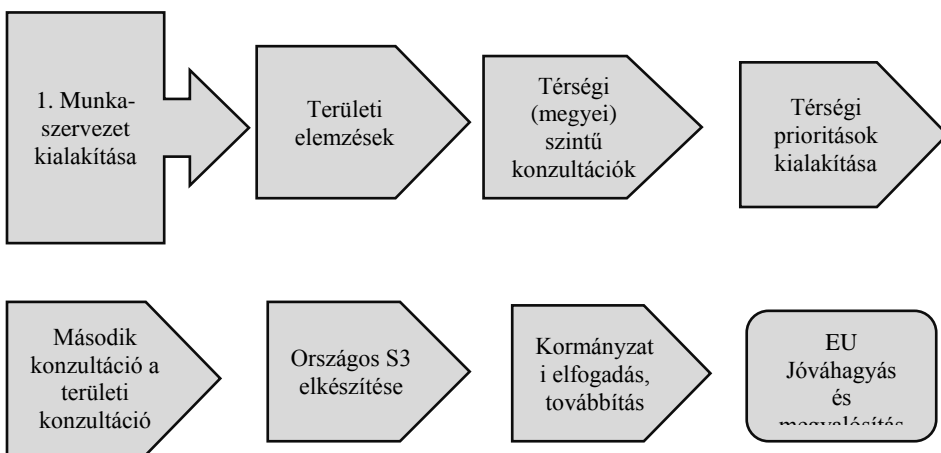 1. Munka-
szervezet
kialakítása
Területi
elemzések
Térségi
(megyei)
szintű
konzultációk
Térségi
prioritások
kialakítása
Második
konzultáció a
területi
konzultáció
Országos S3
elkészítése
Kormányzat
i elfogadás,
továbbítás
EU
Jóváhagyás
és
megvalósítás